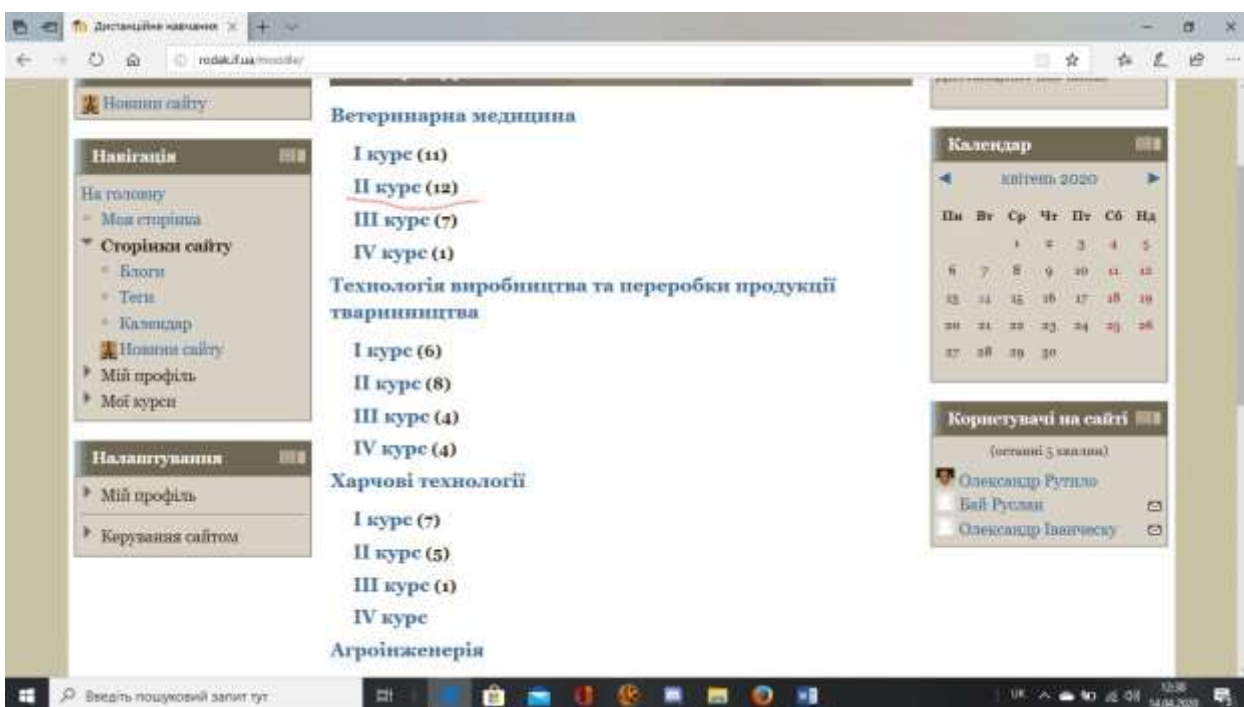 Дистанційне навчання
rodak.if.ua/moodle/
Новини сайту
Навігація
На головну
Моя сторінка
Сторінки сайту
Блоги
Теги
Календар
Новини сайту
Мій профіль
Мої курси
Налаштування
Мій профіль
Керування сайтом
Ветеринарна медицина
I курс (11)
II курс (12)
III курс (7)
IV курс (1)
Технологія виробництва та переробки продукції
тваринництва
I курс (6)
II курс (8)
III курс (4)
IV курс (4)
Харчові технології
I курс (7)
II курс (5)
III курс (1)
IV курс
Агроінженерія
Календар
квітень 2020
Пн Вт Ср Чт Пт Сб Нд
1 2 3 4 5
6 7 8 9 10 11 12
13 14 15 16 17 18 19
20 21 22 23 24 25 26
27 28 29 30
Користувачі на сайті
(останні 5 хвилин)
Олександр Рутило
Бай Руслан
Олександр Іванческу
Введіть пошуковий запит тут
UK
12:38
14.04.2020